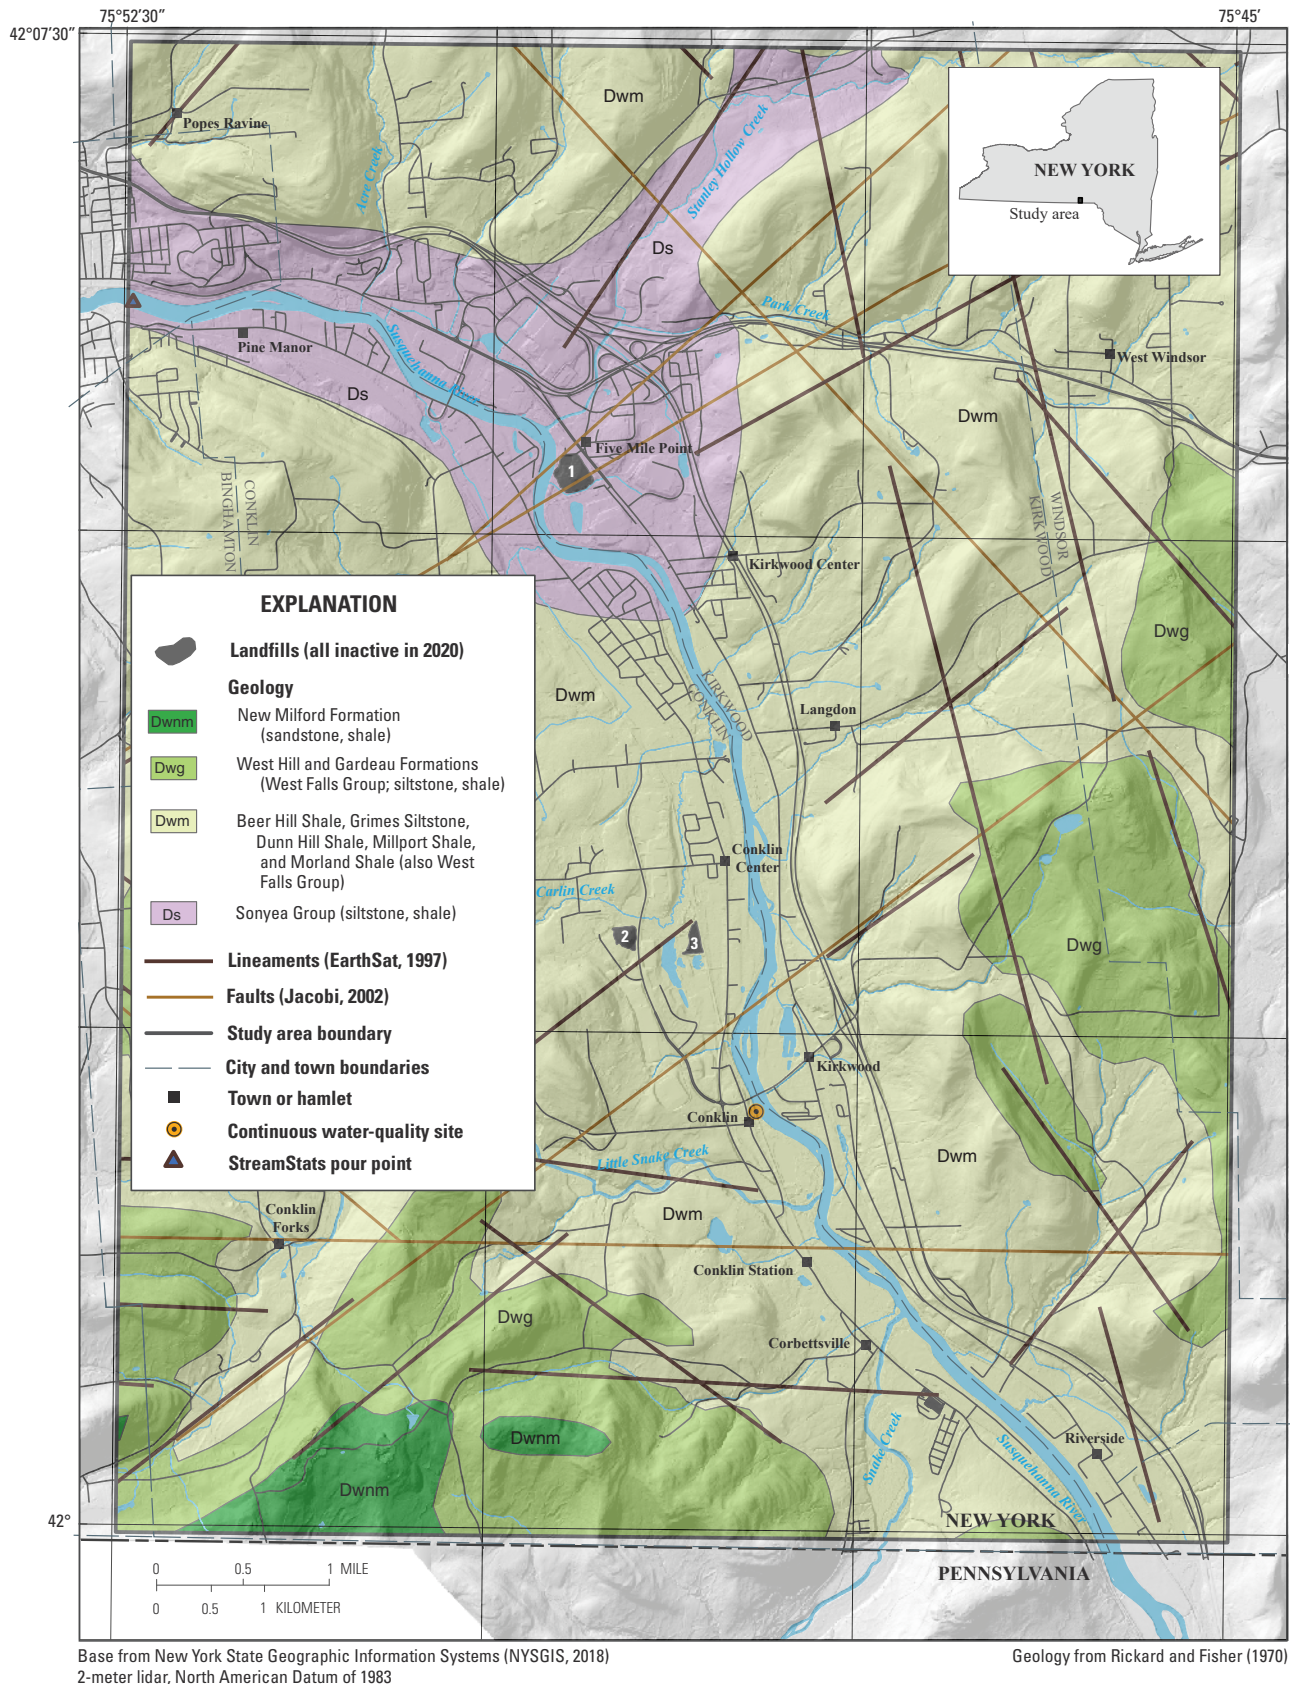 75°52'30"
75°45'
42°07'30"
Dwm
Popes Ravine
Acre Creek
Stanley Hollow Creek
NEW YORK
Study area
Ds
Park Creek
Pine Manor
Susquehanna River
West Windsor
Ds
Dwm
Five Mile Point
1
CONKLIN
BINGHAMTON
WINDSOR
KIRKWOOD
Kirkwood Center
EXPLANATION
Landfills (all inactive in 2020)
Geology
Dwnm
New Milford Formation
(sandstone, shale)
Dwg
West Hill and Gardeau Formations
(West Falls Group; siltstone, shale)
Dwm
Beer Hill Shale, Grimes Siltstone,
Dunn Hill Shale, Millport Shale,
and Morland Shale (also West
Falls Group)
Ds
Sonyea Group (siltstone, shale)
Lineaments (EarthSat, 1997)
Faults (Jacobi, 2002)
Study area boundary
City and town boundaries
Town or hamlet
Continuous water-quality site
StreamStats pour point
Dwg
Dwm
KIRKWOOD
CONKLIN
Langdon
Conklin
Center
Carlin Creek
2
3
Dwg
Kirkwood
Conklin
Little Snake Creek
Dwm
Conklin
Forks
Dwm
Conklin Station
Dwg
Corbettsville
Dwnm
Snake Creek
Riverside
Susquehanna River
Dwnm
42°
NEW YORK
PENNSYLVANIA
0 0.5 1 MILE
0 0.5 1 KILOMETER
Base from New York State Geographic Information Systems (NYSGIS, 2018)
2-meter lidar, North American Datum of 1983
Geology from Rickard and Fisher (1970)